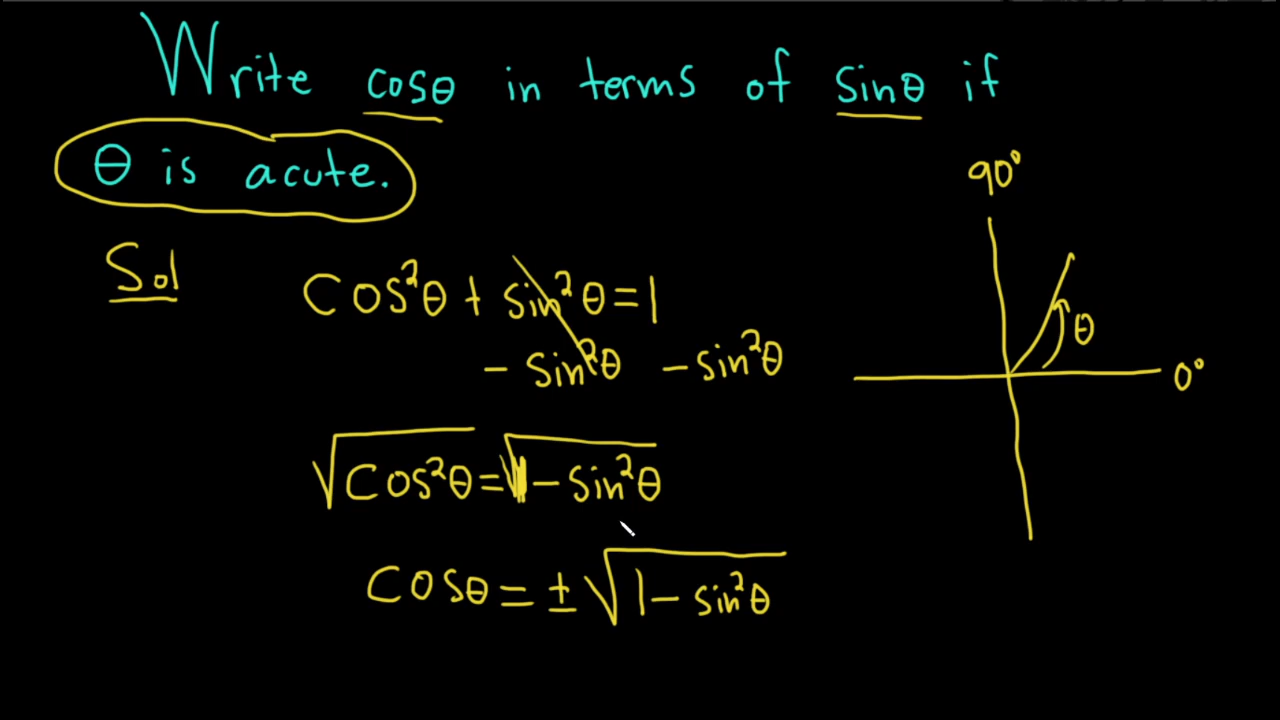 Write cosθ in terms of sinθ if
θ is acute.
90°
Sol
cos²θ + sin²θ = 1
- sin²θ - sin²θ
θ
0°
√cos²θ = √1 - sin²θ
cosθ = ± √1 - sin²θ